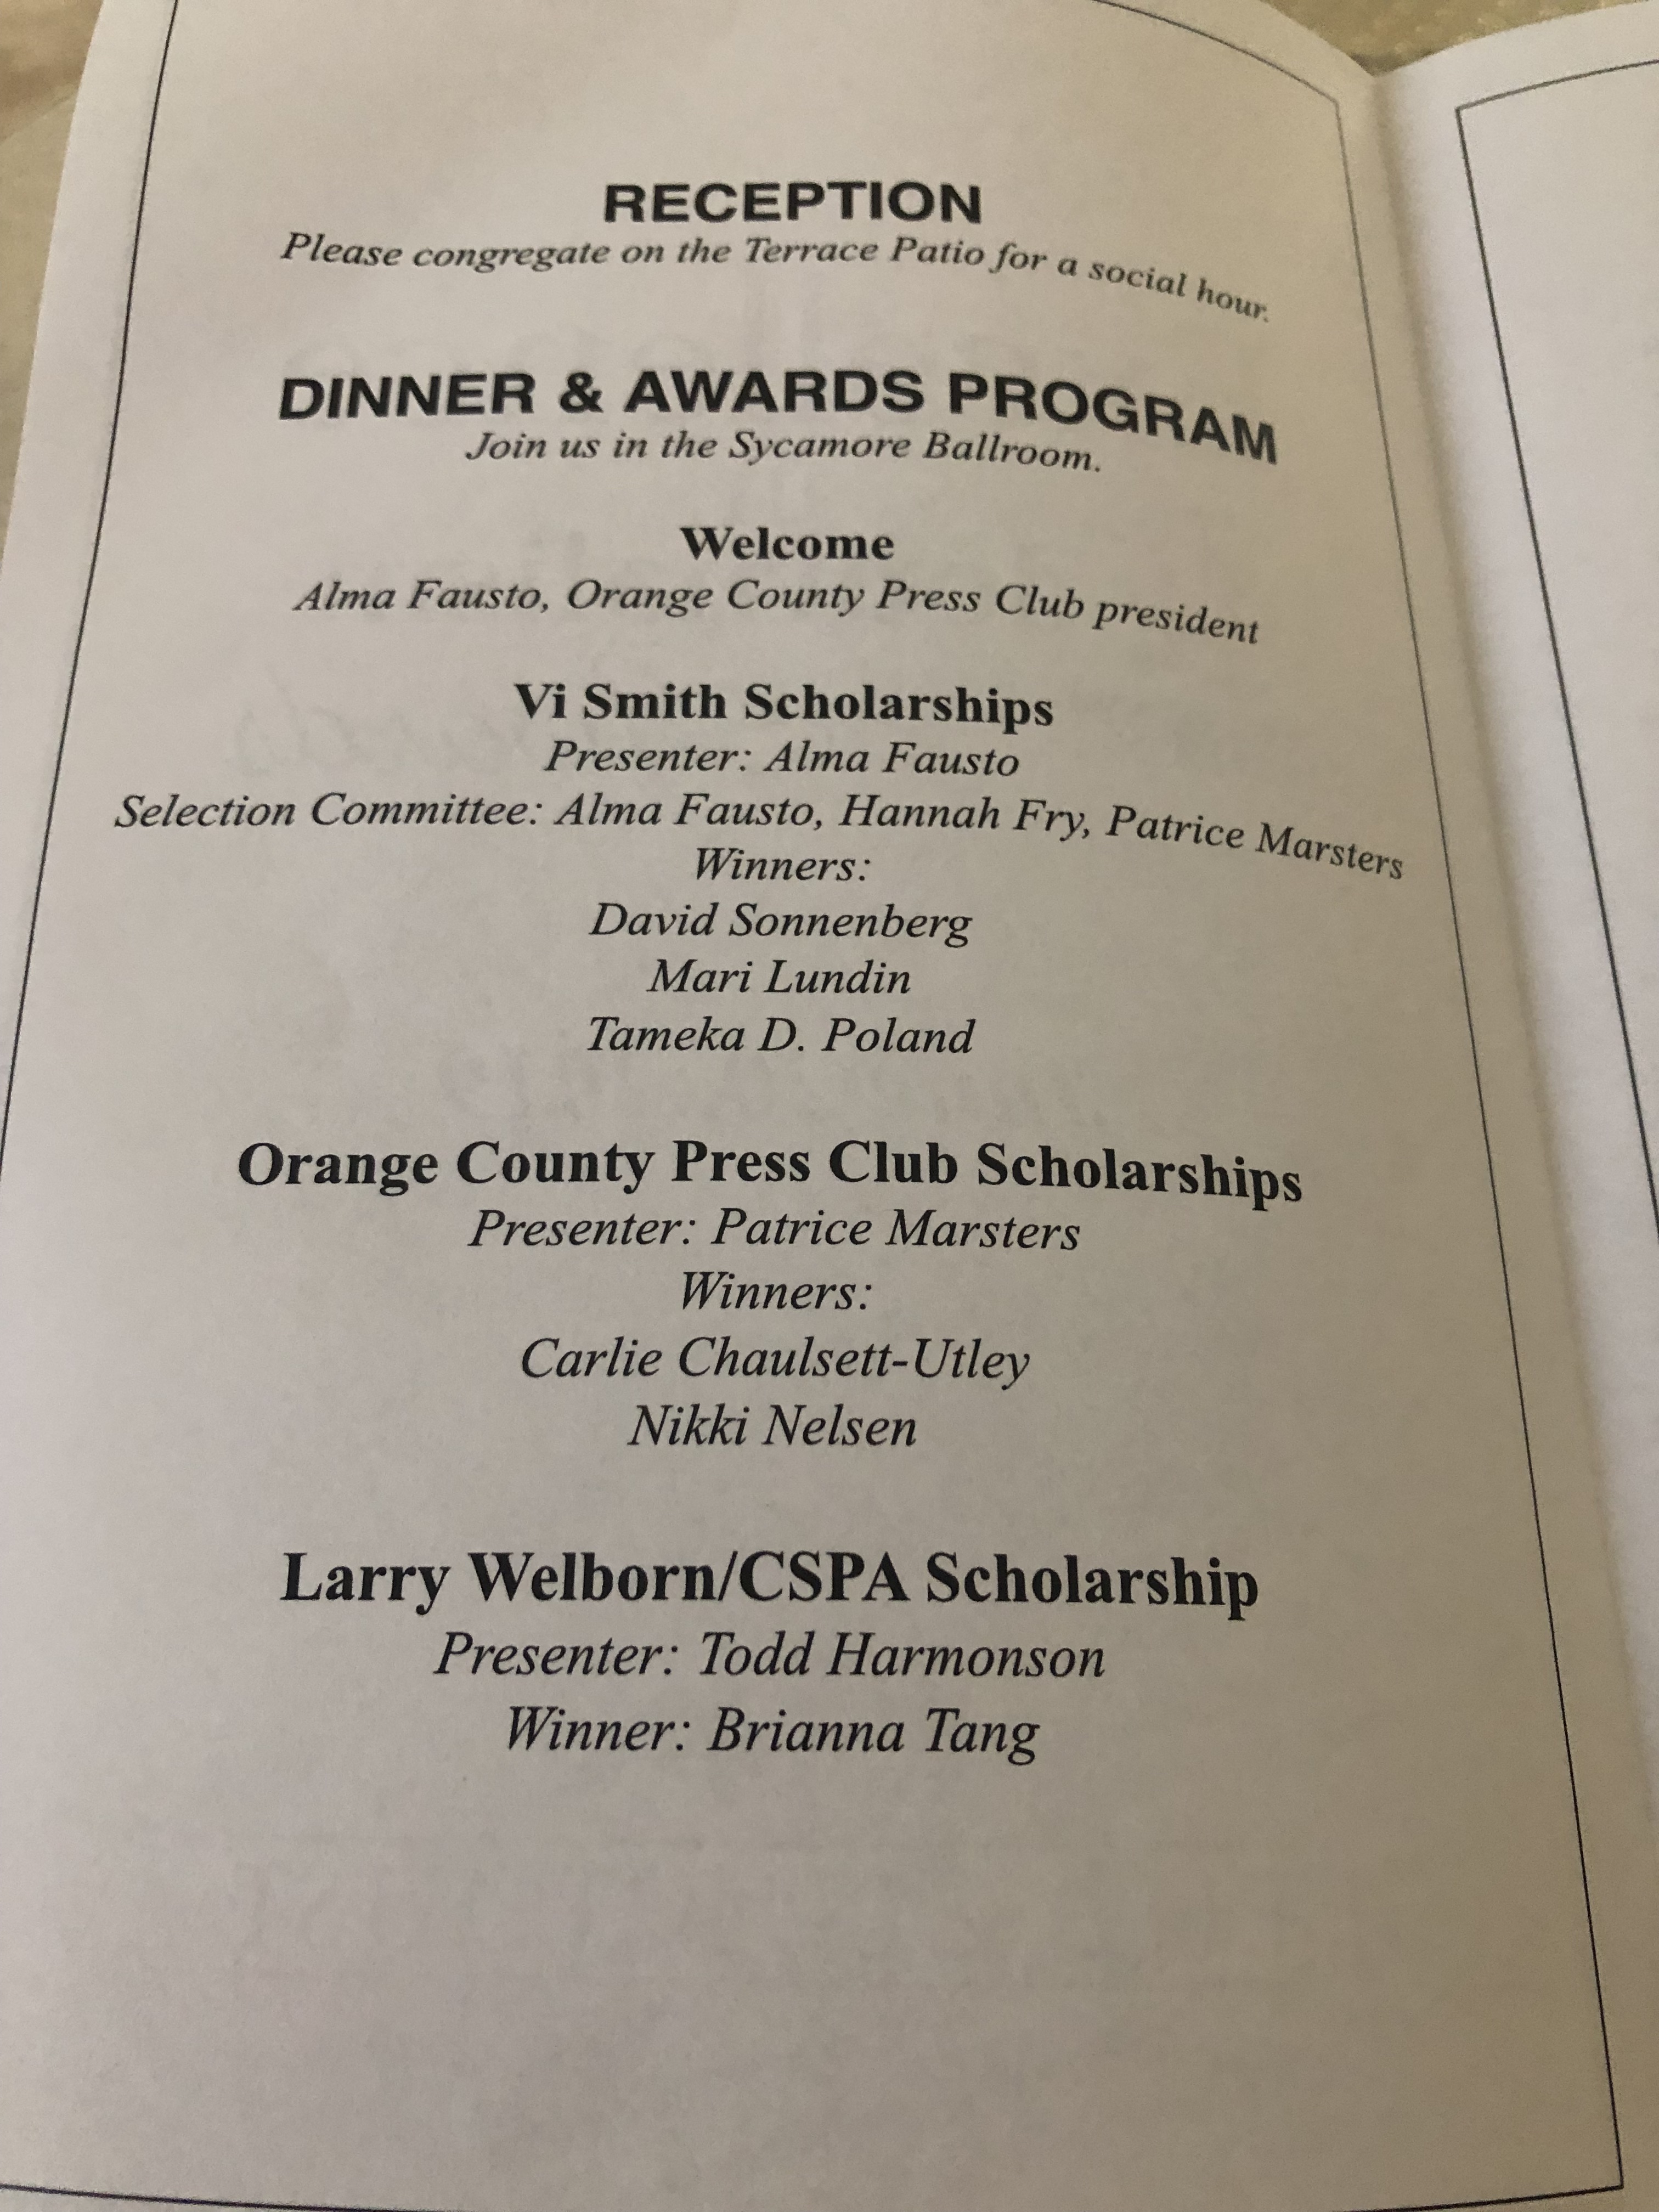 RECEPTION
Please congregate on the Terrace Patio for a social hour.
DINNER & AWARDS PROGRAM
Join us in the Sycamore Ballroom.
Welcome
Alma Fausto, Orange County Press Club president
Vi Smith Scholarships
Presenter: Alma Fausto
Selection Committee: Alma Fausto, Hannah Fry, Patrice Marsters
Winners:
David Sonnenberg
Mari Lundin
Tameka D. Poland
Orange County Press Club Scholarships
Presenter: Patrice Marsters
Winners:
Carlie Chaulsett-Utley
Nikki Nelsen
Larry Welborn/CSPA Scholarship
Presenter: Todd Harmonson
Winner: Brianna Tang